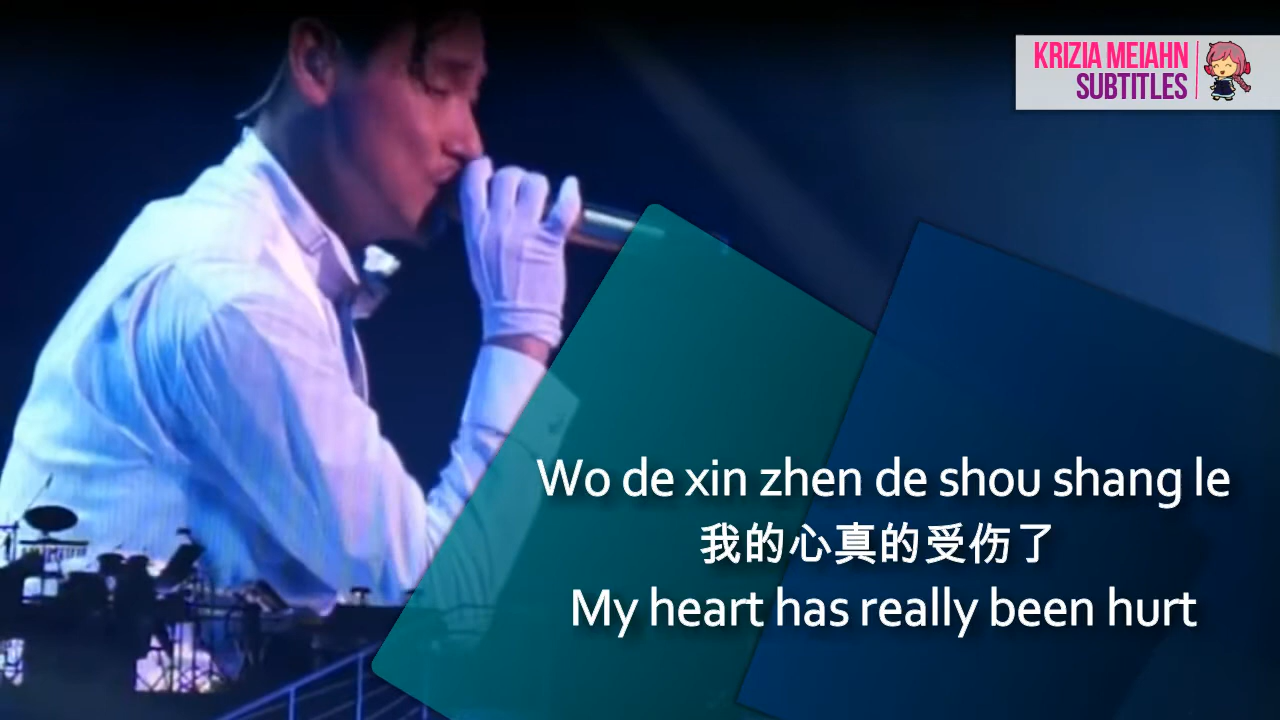 KRIZIA MEIAHN
SUBTITLES
Wo de xin zhen de shou shang le
我的心真的受伤了
My heart has really been hurt